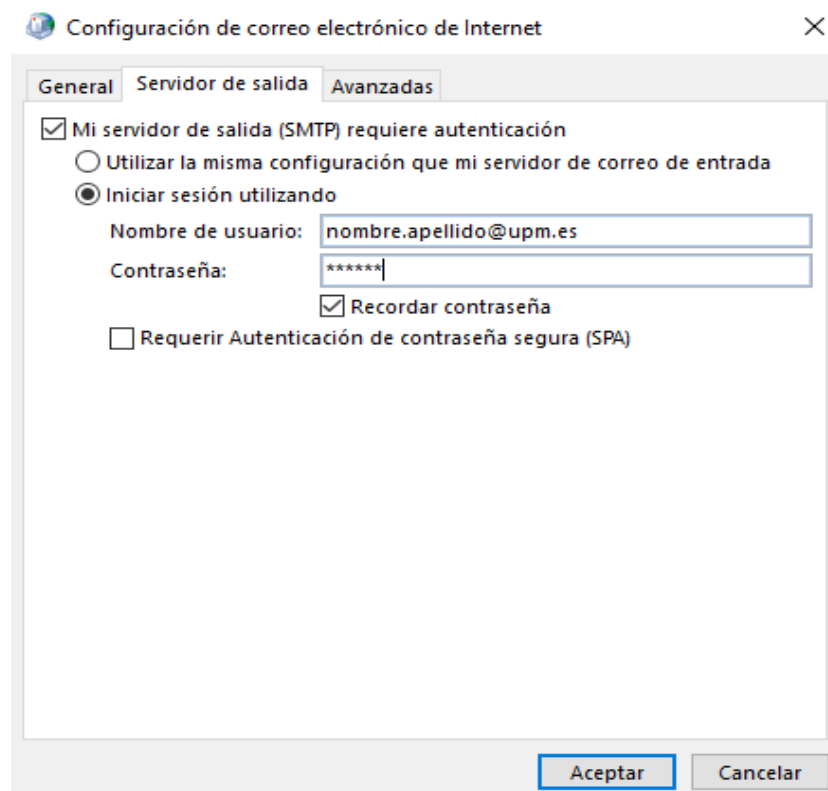 Configuración de correo electrónico de Internet
General Servidor de salida Avanzadas
Mi servidor de salida (SMTP) requiere autenticación
Utilizar la misma configuración que mi servidor de correo de entrada
Iniciar sesión utilizando
Nombre de usuario: nombre.apellido@upm.es
Contraseña: ******
Recordar contraseña
Requerir Autenticación de contraseña segura (SPA)
Aceptar Cancelar